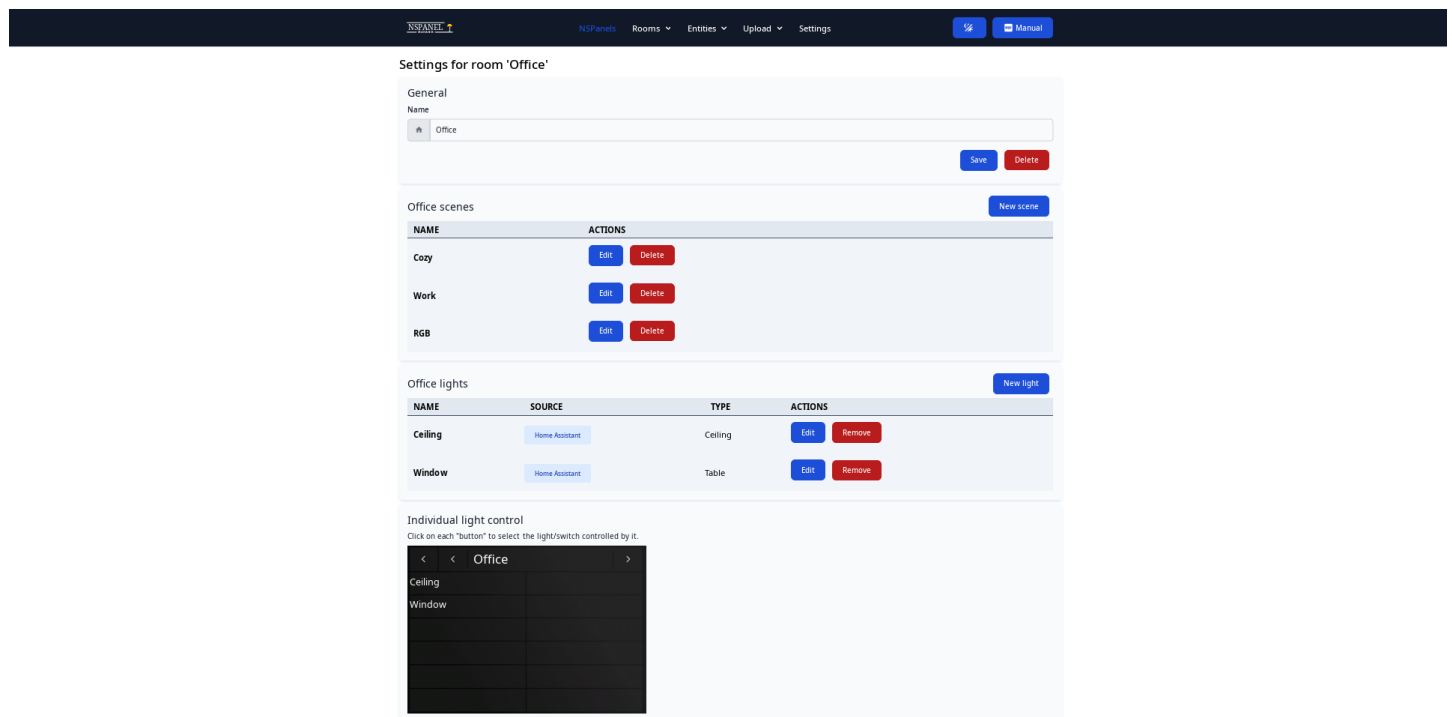 NSPANEL
NSPanels Rooms Entities Upload Settings Manual
Settings for room 'Office'
General
Name
Office
Save Delete
Office scenes New scene
NAME ACTIONS
Cozy Edit Delete
Work Edit Delete
RGB Edit Delete
Office lights New light
NAME SOURCE TYPE ACTIONS
Ceiling Home Assistant Ceiling Edit Remove
Window Home Assistant Table Edit Remove
Individual light control
Click on each "button" to select the light/switch controlled by it.
Office
Ceiling
Window